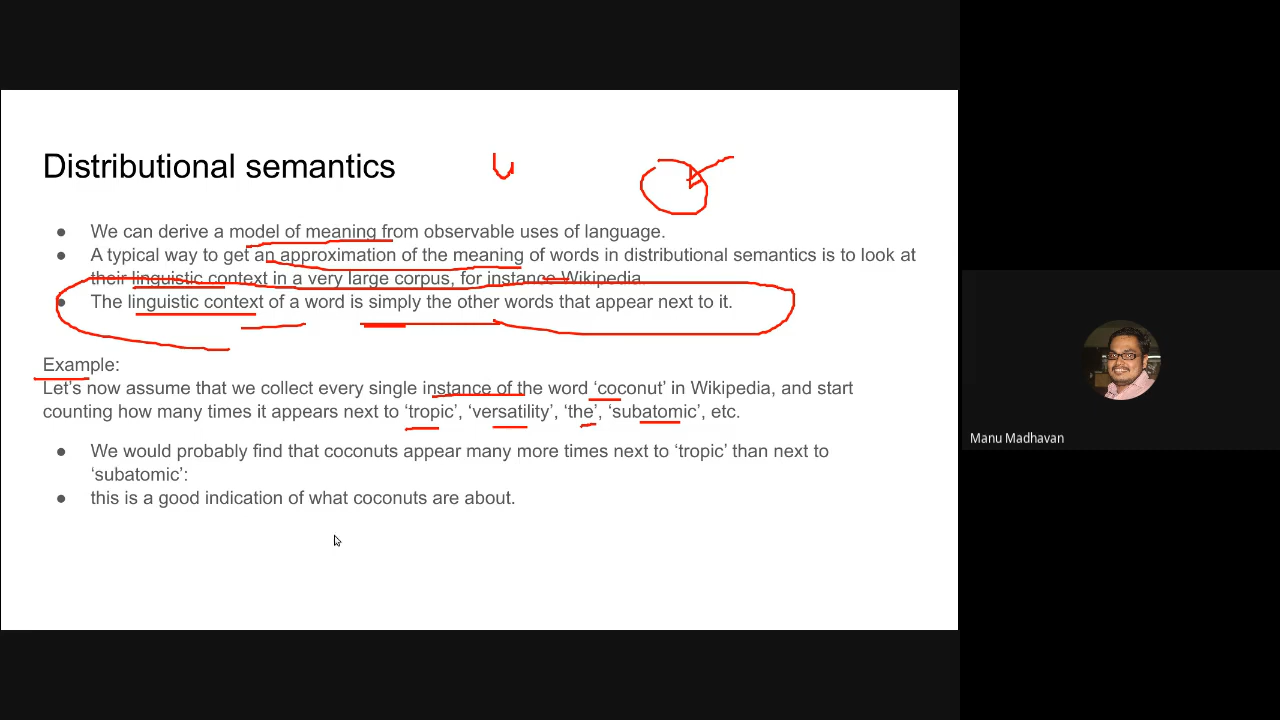 Distributional semantics
● We can derive a model of meaning from observable uses of language.
● A typical way to get an approximation of the meaning of words in distributional semantics is to look at
their linguistic context in a very large corpus, for instance Wikipedia.
● The linguistic context of a word is simply the other words that appear next to it.
Example:
Let's now assume that we collect every single instance of the word ‘coconut’ in Wikipedia, and start
counting how many times it appears next to ‘tropic’, ‘versatility’, ‘the’, ‘subatomic’, etc.
● We would probably find that coconuts appear many more times next to ‘tropic’ than next to
‘subatomic’:
● this is a good indication of what coconuts are about.
Manu Madhavan